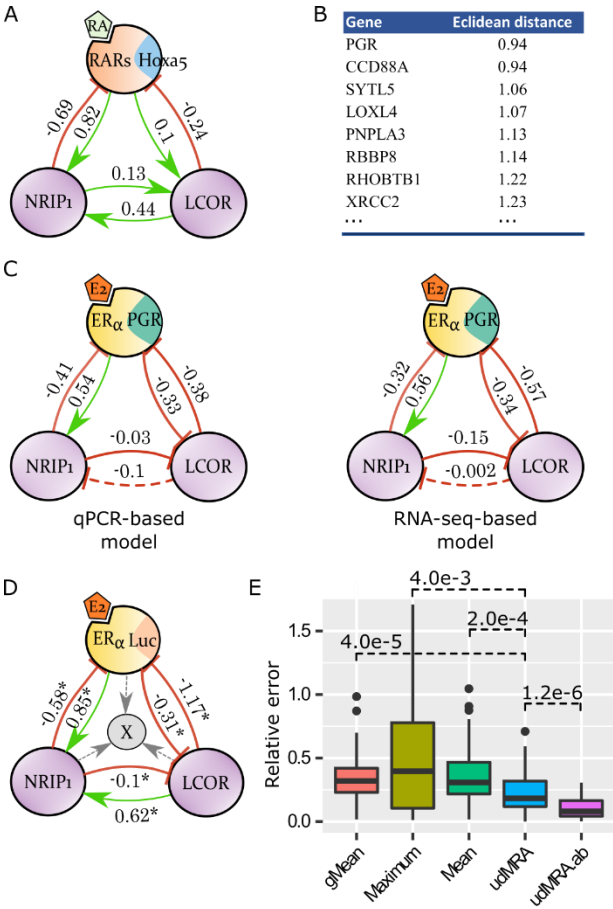 A
RA
RARs Hoxa5
-0.69
0.82
0.1
-0.24
NRIP1
0.13
0.44
LCOR
B
Gene Eclidean distance
PGR 0.94
CCD88A 0.94
SYTL5 1.06
LOXL4 1.07
PNPLA3 1.13
RBBP8 1.14
RHOBTB1 1.22
XRCC2 1.23
... ...
C
E2
ERα PGR
-0.41
0.54
-0.33
-0.38
NRIP1
-0.03
-0.1
LCOR
qPCR-based
model
E2
ERα PGR
-0.32
0.56
-0.34
-0.57
NRIP1
-0.15
-0.002
LCOR
RNA-seq-based
model
D
E2
ERα Luc
-0.58*
0.85*
-0.31*
-1.17*
X
NRIP1
-0.1*
0.62*
LCOR
E
4.0e-3
2.0e-4
4.0e-5
1.2e-6
Relative error
1.5
1.0
0.5
0.0
gMean
Maximum
Mean
udMRA
udMRA.ab